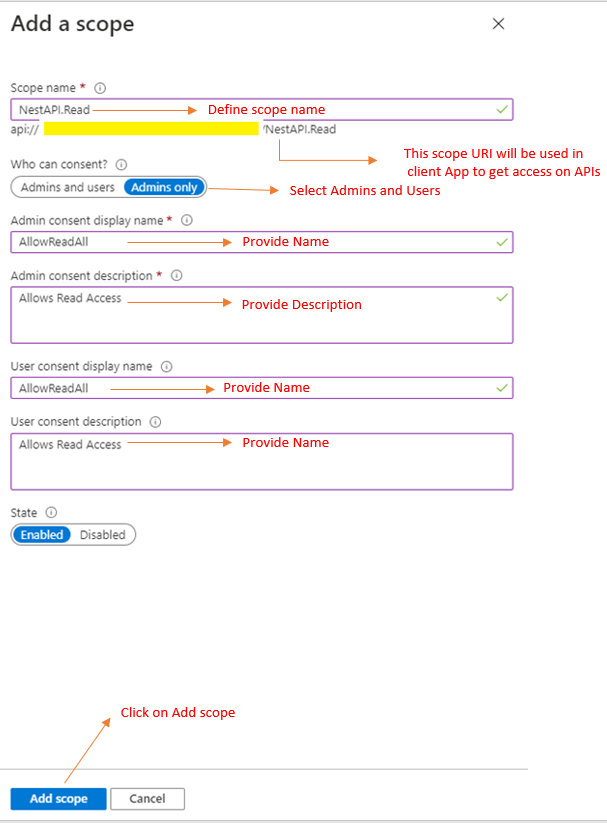 Add a scope
Scope name *
NestAPI.Read
Define scope name
api://
/NestAPI.Read
This scope URI will be used in
client App to get access on APIs
Who can consent?
Admins and users Admins only
Select Admins and Users
Admin consent display name *
AllowReadAll
Provide Name
Admin consent description *
Allows Read Access
Provide Description
User consent display name
AllowReadAll
Provide Name
User consent description
Allows Read Access
Provide Name
State
Enabled Disabled
Click on Add scope
Add scope Cancel